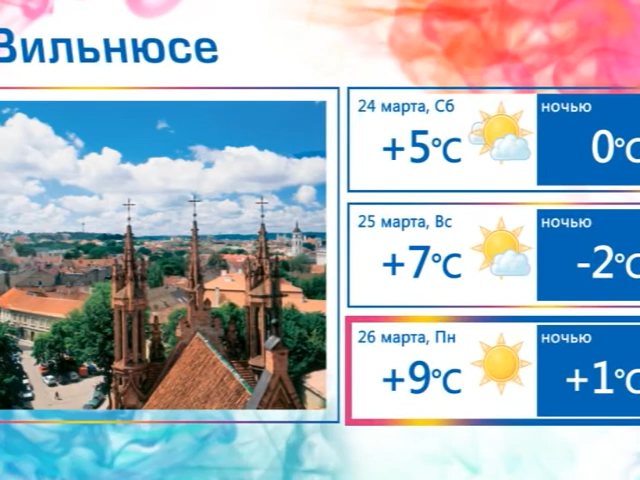 Вильнюсе
24 марта, Сб
ночью
+5°C
0°C
25 марта, Вс
ночью
+7°C
-2°C
26 марта, Пн
ночью
+9°C
+1°C